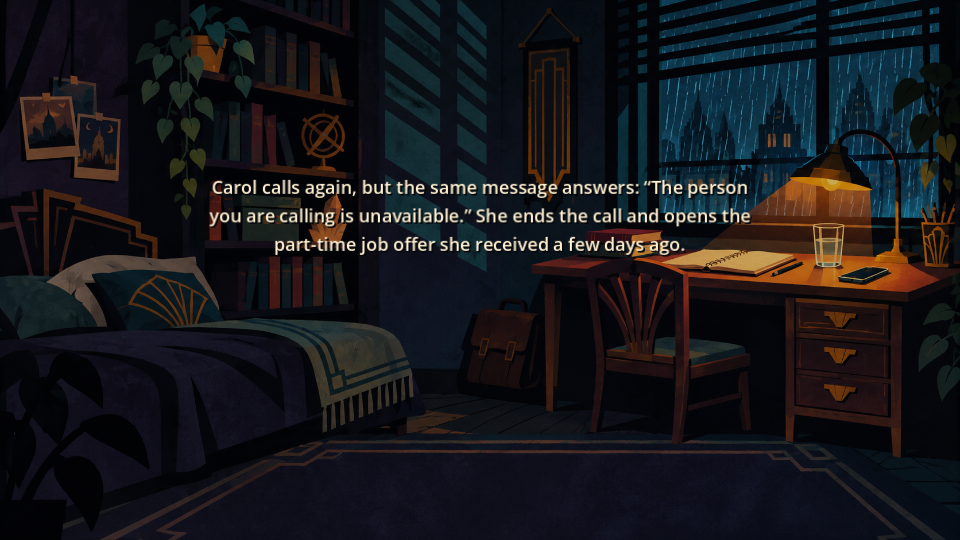 Carol calls again, but the same message answers: “The person
you are calling is unavailable.” She ends the call and opens the
part-time job offer she received a few days ago.